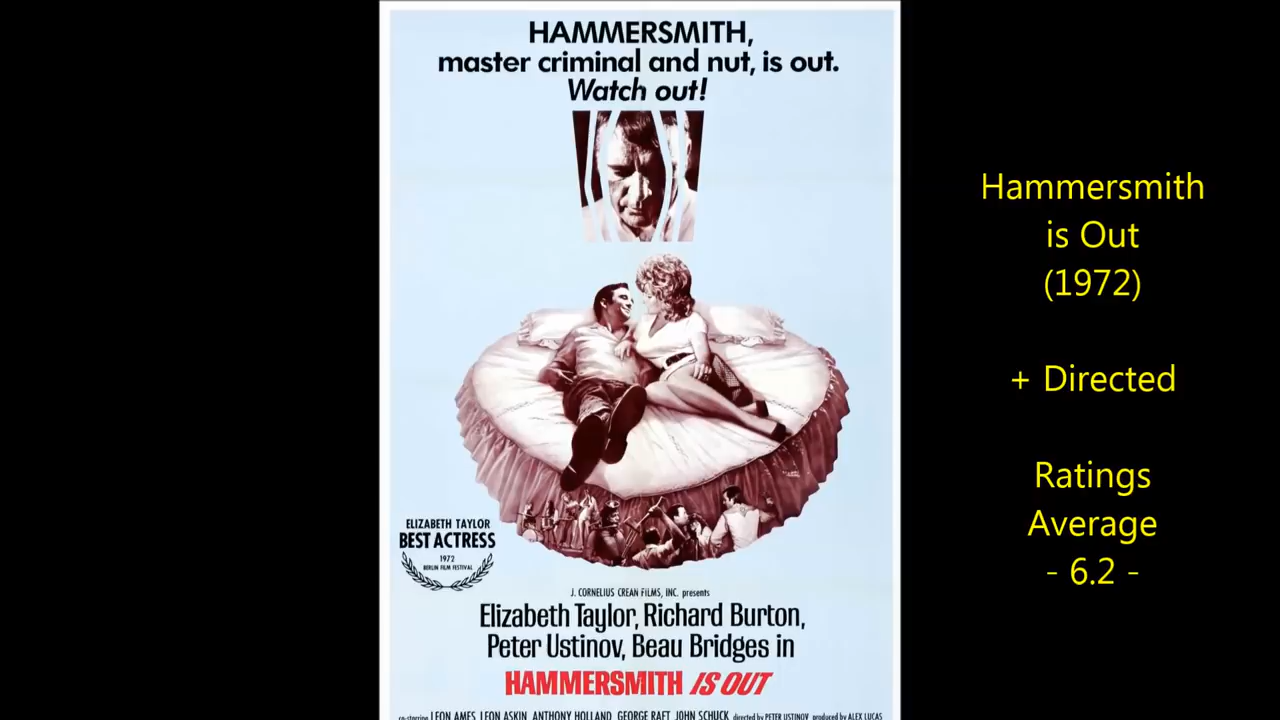 HAMMERSMITH,
master criminal and nut, is out.
Watch out!
ELIZABETH TAYLOR
BEST ACTRESS
1972
BERLIN FILM FESTIVAL
J. CORNELIUS CREAN FILMS, INC. presents
Elizabeth Taylor, Richard Burton,
Peter Ustinov, Beau Bridges in
HAMMERSMITH IS OUT
co-starring LEON AMES, LEON ASKIN, ANTHONY HOLLAND, GEORGE RAFT, JOHN SCHUCK directed by PETER USTINOV produced by ALEX LUCAS
Hammersmith
is Out
(1972)
+ Directed
Ratings
Average
- 6.2 -